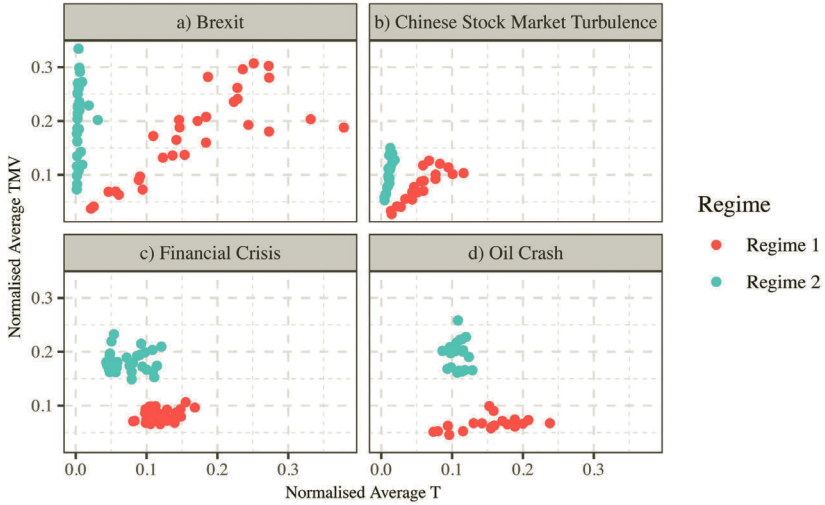 a) Brexit
b) Chinese Stock Market Turbulence
0.3
0.2
0.1
c) Financial Crisis
d) Oil Crash
0.3
0.2
0.1
0.0
0.1
0.2
0.3
0.0
0.1
0.2
0.3
Normalised Average T
Normalised Average TMV
Regime
Regime 1
Regime 2